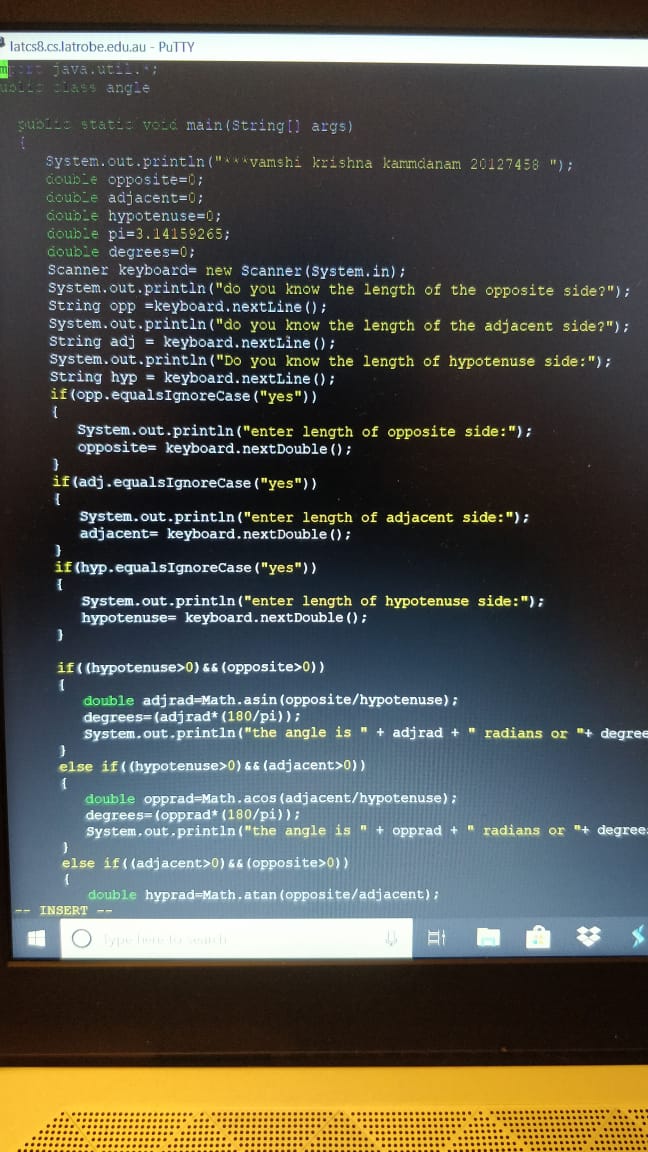 latcs8.cs.latrobe.edu.au - PuTTY
mport java.util.*;
ublic class angle
public static void main(String[] args)
{
System.out.println("***vamshi krishna kammdanam 20127458 ");
double opposite=0;
double adjacent=0;
double hypotenuse=0;
double pi=3.14159265;
double degrees=0;
Scanner keyboard= new Scanner(System.in);
System.out.println("do you know the length of the opposite side?");
String opp =keyboard.nextLine();
System.out.println("do you know the length of the adjacent side?");
String adj = keyboard.nextLine();
System.out.println("Do you know the length of hypotenuse side:");
String hyp = keyboard.nextLine();
if(opp.equalsIgnoreCase("yes"))
{
System.out.println("enter length of opposite side:");
opposite= keyboard.nextDouble();
}
if(adj.equalsIgnoreCase("yes"))
{
System.out.println("enter length of adjacent side:");
adjacent= keyboard.nextDouble();
}
if(hyp.equalsIgnoreCase("yes"))
{
System.out.println("enter length of hypotenuse side:");
hypotenuse= keyboard.nextDouble();
}
if((hypotenuse>0)&&(opposite>0))
{
double adjrad=Math.asin(opposite/hypotenuse);
degrees=(adjrad*(180/pi));
System.out.println("the angle is " + adjrad + " radians or "+ degree
}
else if((hypotenuse>0)&&(adjacent>0))
{
double opprad=Math.acos(adjacent/hypotenuse);
degrees=(opprad*(180/pi));
System.out.println("the angle is " + opprad + " radians or "+ degree
}
else if((adjacent>0)&&(opposite>0))
{
double hyprad=Math.atan(opposite/adjacent);
-- INSERT --
Type here to search